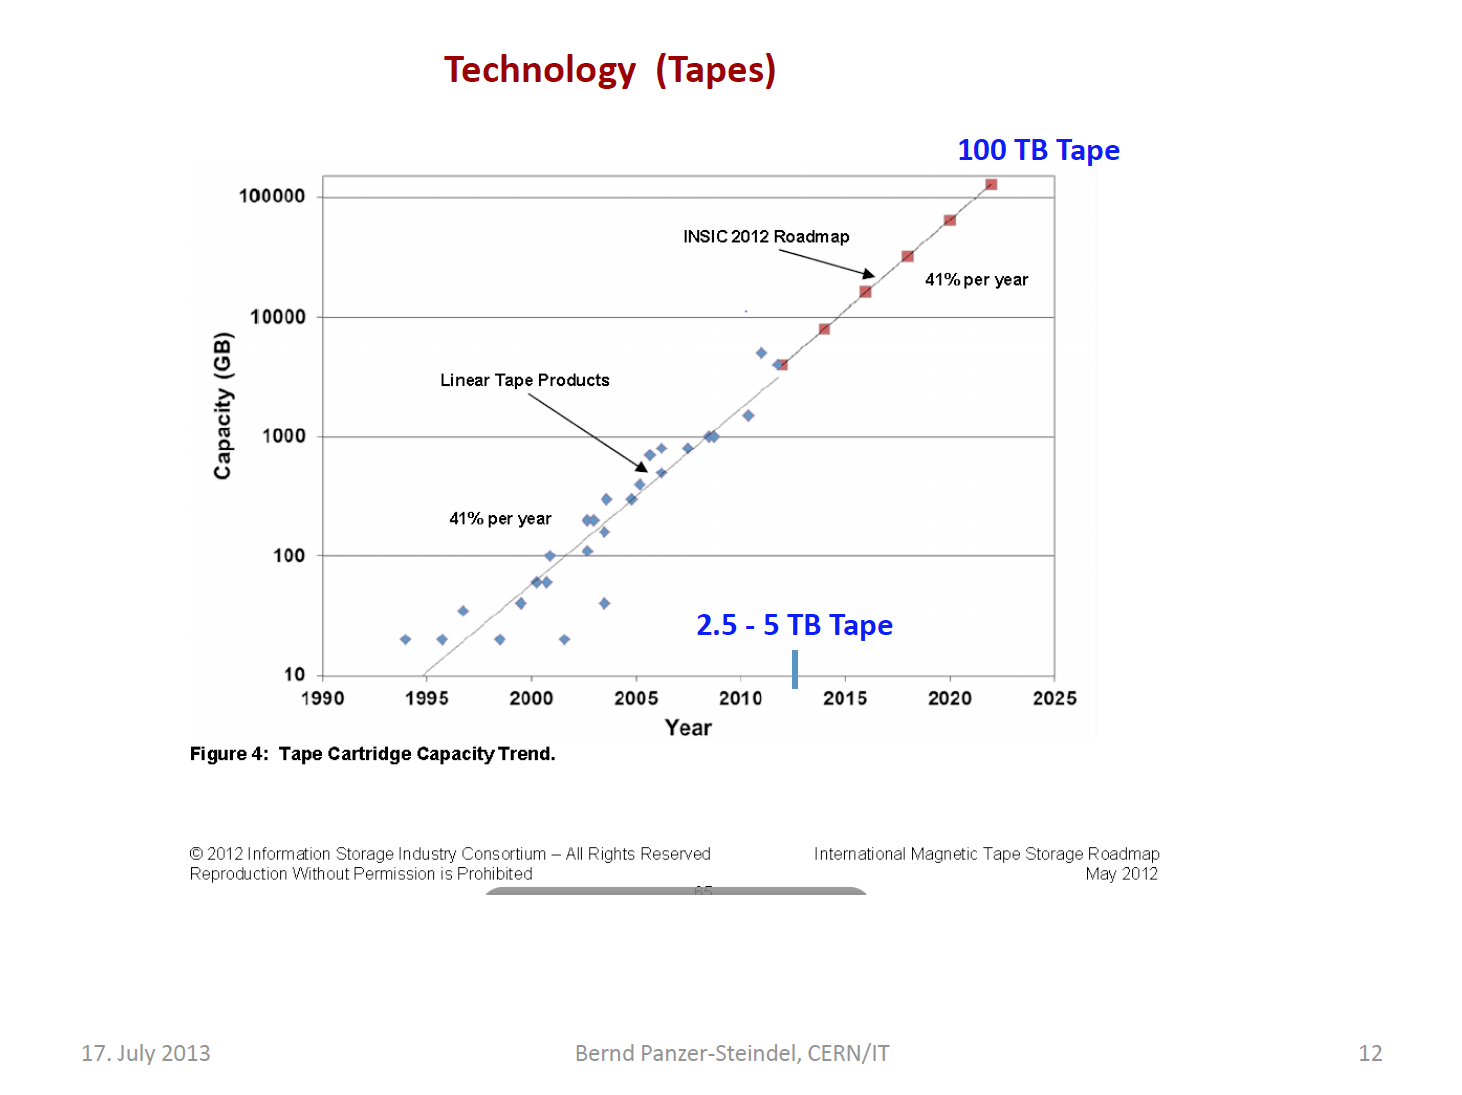 Technology  (Tapes)
100 TB Tape
100000
INSIC 2012 Roadmap
41% per year
10000
Capacity (GB)
Linear Tape Products
1000
41% per year
100
2.5 - 5 TB Tape
10
1990 1995 2000 2005 2010 2015 2020 2025
Year
Figure 4:  Tape Cartridge Capacity Trend.
© 2012 Information Storage Industry Consortium – All Rights Reserved
International Magnetic Tape Storage Roadmap
Reproduction Without Permission is Prohibited
May 2012
17. July 2013
Bernd Panzer-Steindel, CERN/IT
12